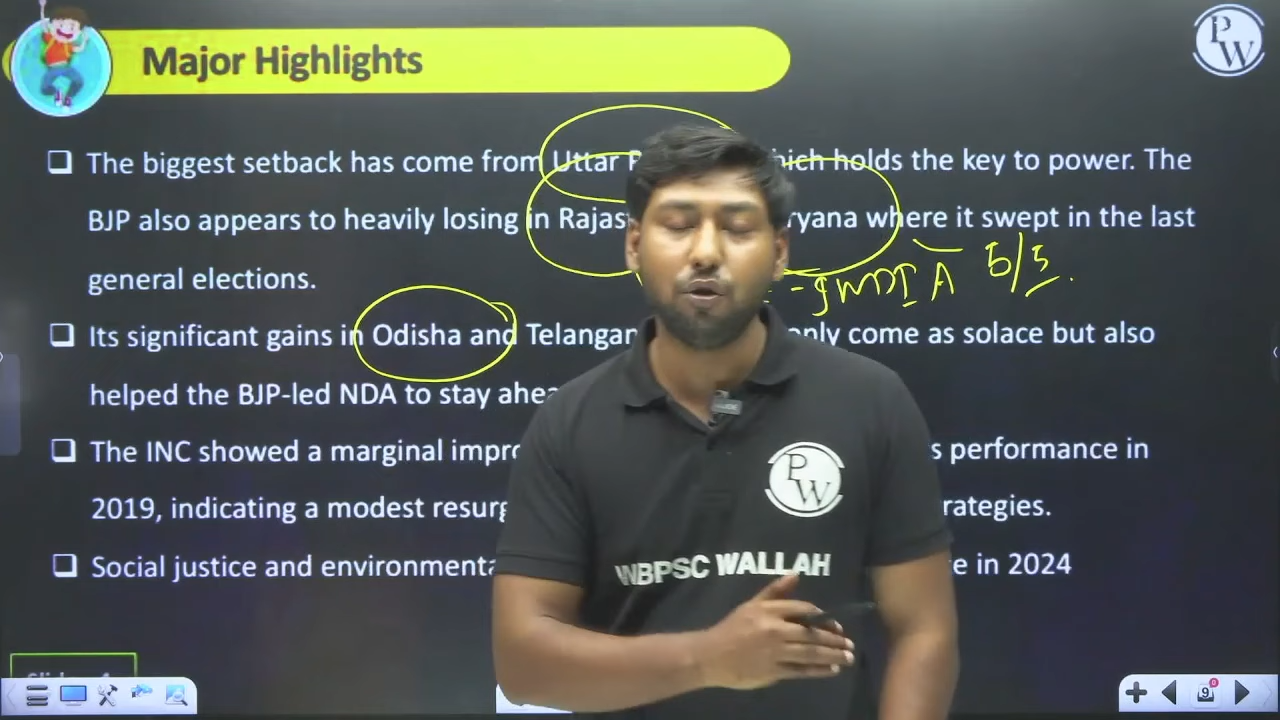 Major Highlights
PW
The biggest setback has come from Uttar hich holds the key to power. The
BJP also appears to heavily losing in Rajas ryana where it swept in the last
general elections.
INDIA 5/5
Its significant gains in Odisha and Telangan only come as solace but also
helped the BJP-led NDA to stay ahea
The INC showed a marginal impro s performance in
2019, indicating a modest resurg rategies.
Social justice and environmenta e in 2024
PW
WBPSC WALLAH
9